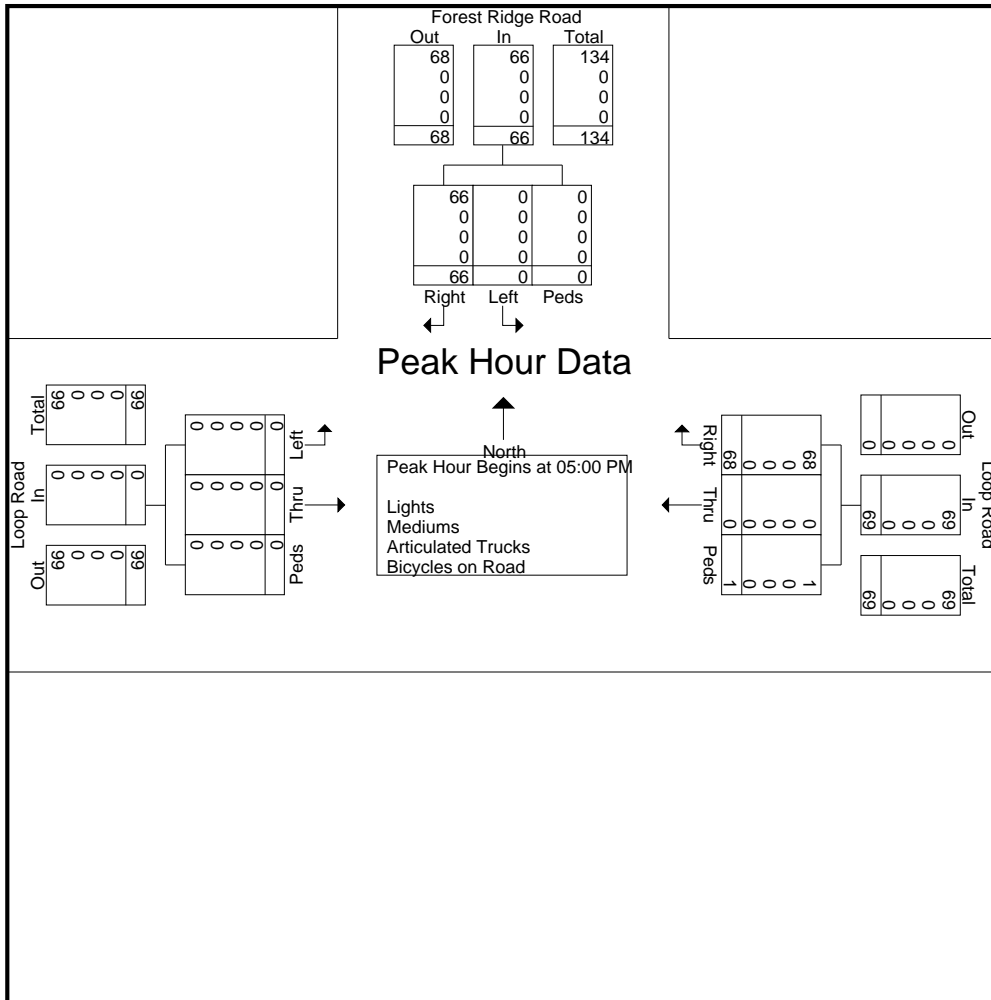 Forest Ridge Road
Out In Total
68 66 134
0 0 0
0 0 0
0 0 0
68 66 134
66 0 0
0 0 0
0 0 0
0 0 0
66 0 0
Right Left Peds
Peak Hour Data
North
Peak Hour Begins at 05:00 PM
Lights
Mediums
Articulated Trucks
Bicycles on Road
Loop Road
Out In Total
66 0 66
0 0 0
0 0 0
0 0 0
66 0 66
Peds Thru Left
0 0 0
0 0 0
0 0 0
0 0 0
0 0 0
Loop Road
Out In Total
0 69 69
0 0 0
0 0 0
0 0 0
0 69 69
Right Thru Peds
68 0 1
0 0 0
0 0 0
0 0 0
68 0 1